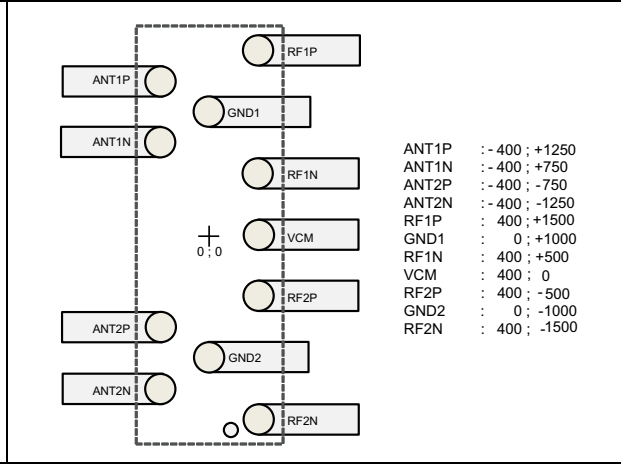 RF1P
ANT1P
GND1
ANT1N
RF1N
VCM
0 ; 0
RF2P
ANT2P
GND2
ANT2N
RF2N
ANT1P : - 400 ; +1250
ANT1N : - 400 ; +750
ANT2P : - 400 ; -750
ANT2N : - 400 ; -1250
RF1P : 400 ; +1500
GND1 : 0 ; +1000
RF1N : 400 ; +500
VCM : 400 ; 0
RF2P : 400 ; -500
GND2 : 0 ; -1000
RF2N : 400 ; -1500